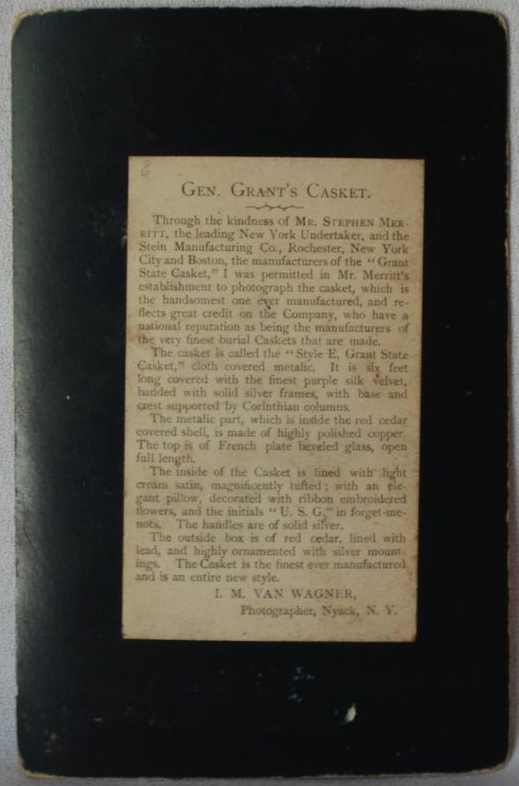 GEN. GRANT'S CASKET.
Through the kindness of MR. STEPHEN MER-
RITT, the leading New York Undertaker, and the
Stein Manufacturing Co., Rochester, New York
City and Boston, the manufacturers of the "Grant
State Casket," I was permitted in Mr. Merritt's
establishment to photograph the casket, which is
the handsomest one ever manufactured, and re-
flects great credit on the Company, who have a
national reputation as being the manufacturers of
the very finest burial Caskets that are made.
The casket is called the "Style E, Grant State
Casket," cloth covered metalic. It is six feet
long covered with the finest purple silk velvet,
banded with solid silver frames, with base and
crest supported by Corinthian columns.
The metalic part, which is inside the red cedar
covered shell, is made of highly polished copper.
The top is of French plate beveled glass, open
full length.
The inside of the Casket is lined with light
cream satin, magnificently tufted; with an ele-
gant pillow, decorated with ribbon embroidered
flowers, and the initials "U. S. G." in forget-me-
nots. The handles are of solid silver.
The outside box is of red cedar, lined with
lead, and highly ornamented with silver mount-
ings. The Casket is the finest ever manufactured
and is an entire new style.
I. M. VAN WAGNER,
Photographer, Nyack, N. Y.